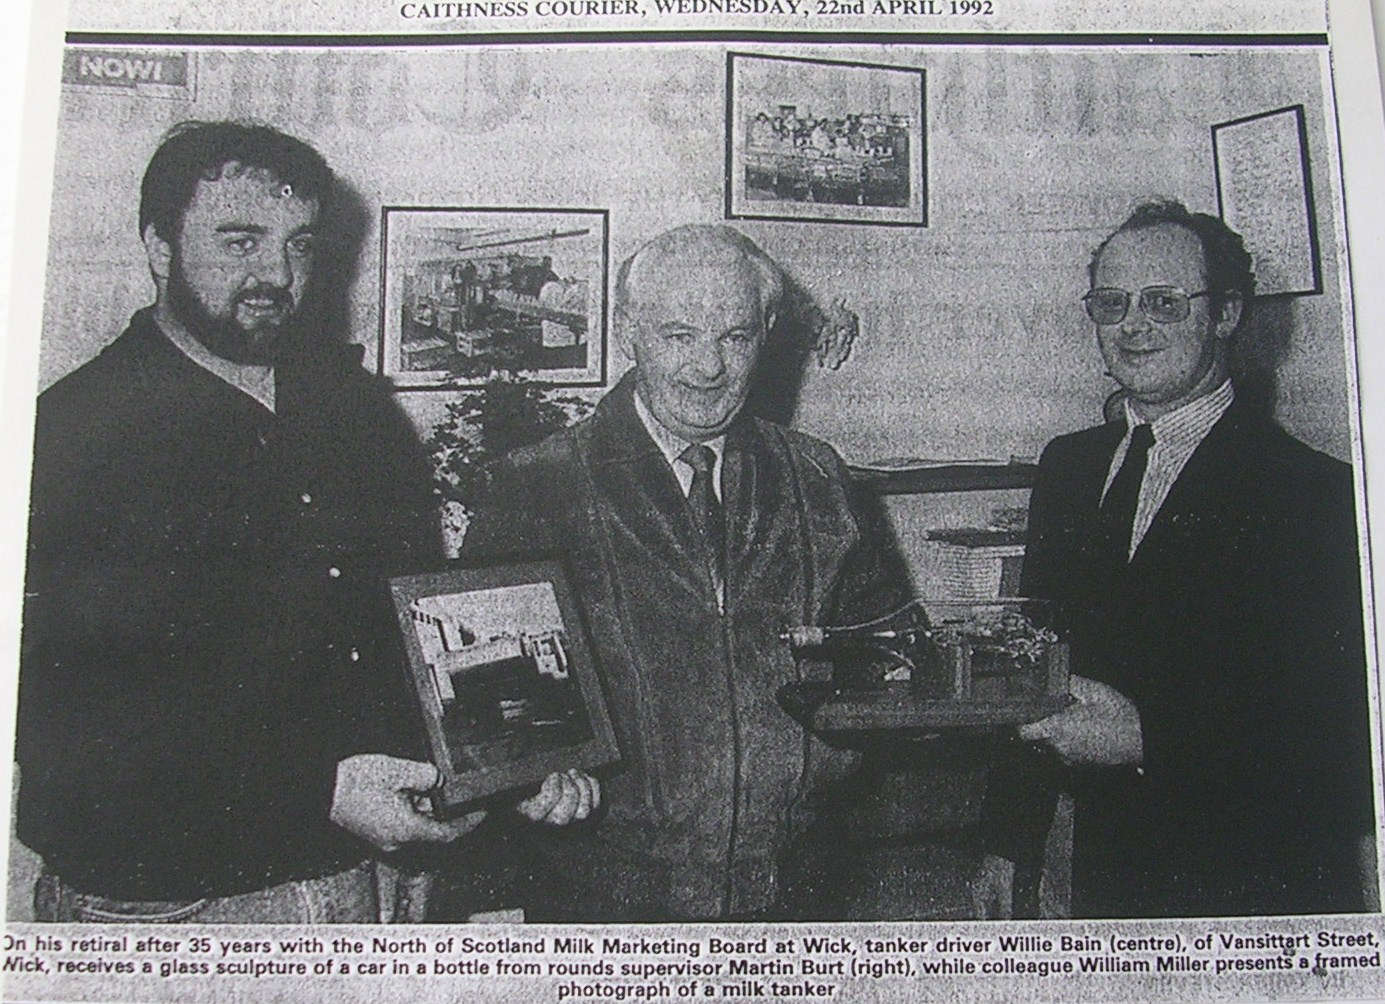 CAITHNESS COURIER, WEDNESDAY, 22nd APRIL 1992
NOW!
On his retiral after 35 years with the North of Scotland Milk Marketing Board at Wick, tanker driver Willie Bain (centre), of Vansittart Street,
Wick, receives a glass sculpture of a car in a bottle from rounds supervisor Martin Burt (right), while colleague William Miller presents a framed
photograph of a milk tanker